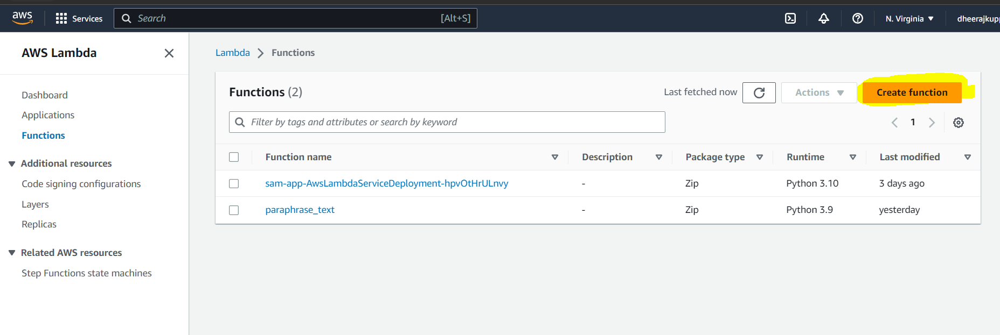 aws
Services
Search [Alt+S]
N. Virginia
dheerajkupp
AWS Lambda
Dashboard
Applications
Functions
Additional resources
Code signing configurations
Layers
Replicas
Related AWS resources
Step Functions state machines
Lambda > Functions
Functions (2)
Last fetched now
Actions
Create function
Filter by tags and attributes or search by keyword
1
Function name Description Package type Runtime Last modified
sam-app-AwsLambdaServiceDeployment-hpvOtHrULnvy - Zip Python 3.10 3 days ago
paraphrase_text - Zip Python 3.9 yesterday